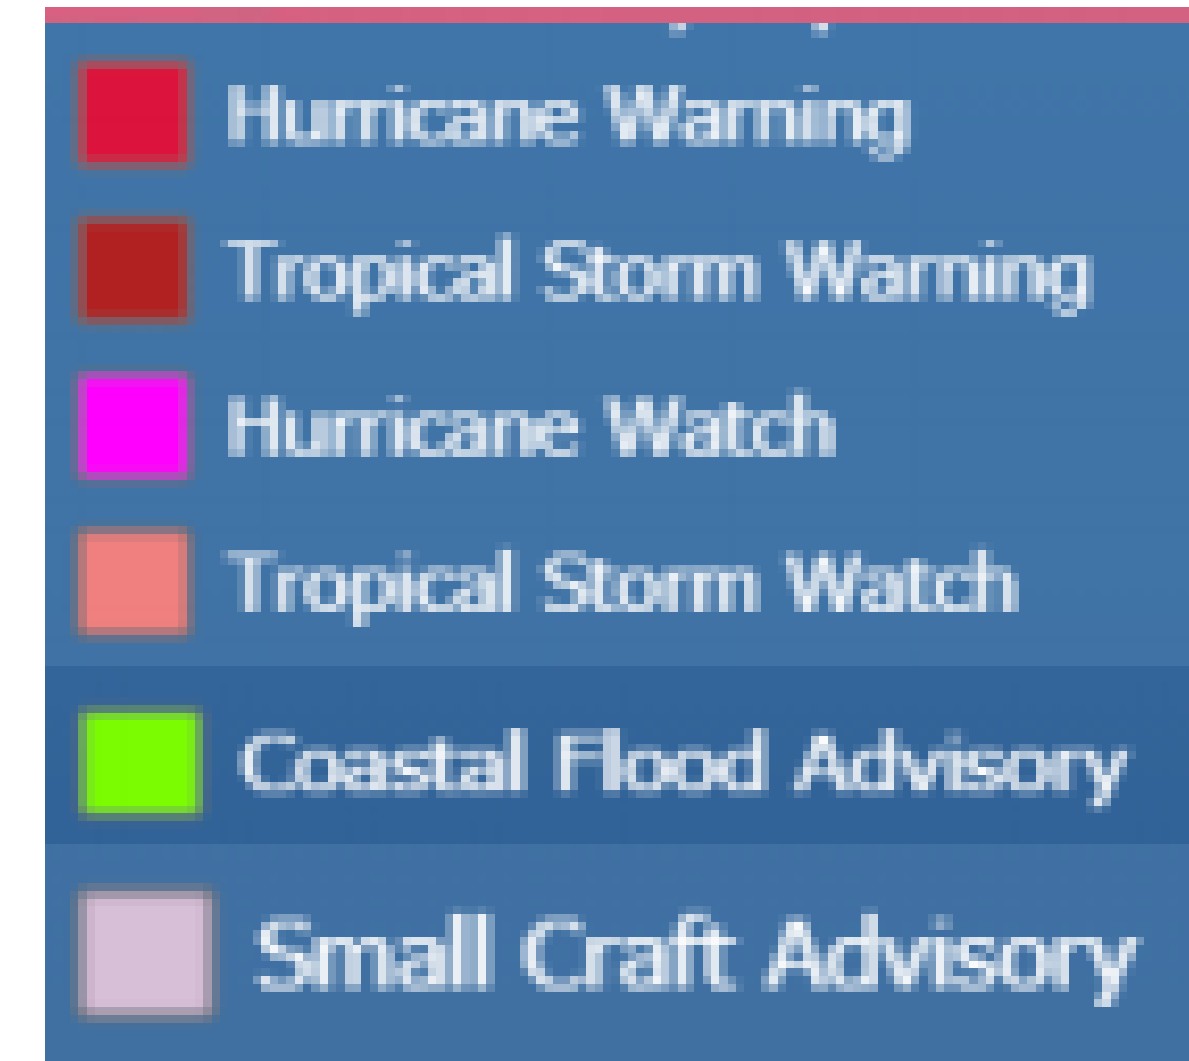 Hurricane Warning
Tropical Storm Warning
Hurricane Watch
Tropical Storm Watch
Coastal Flood Advisory
Small Craft Advisory